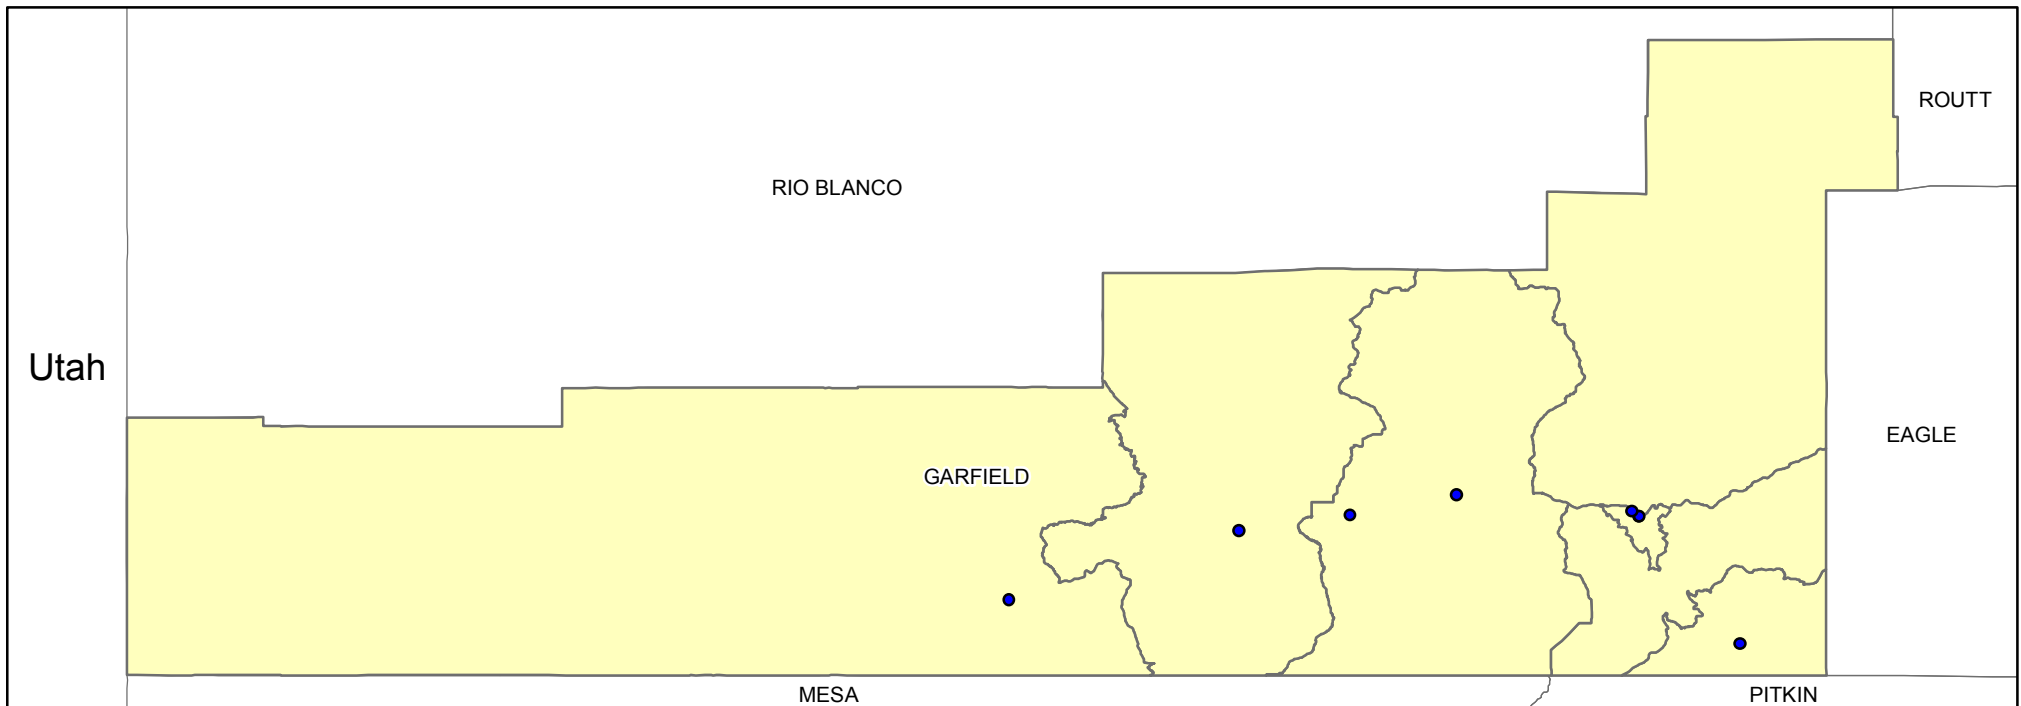 ROUTT
RIO BLANCO
Utah
EAGLE
GARFIELD
MESA
PITKIN